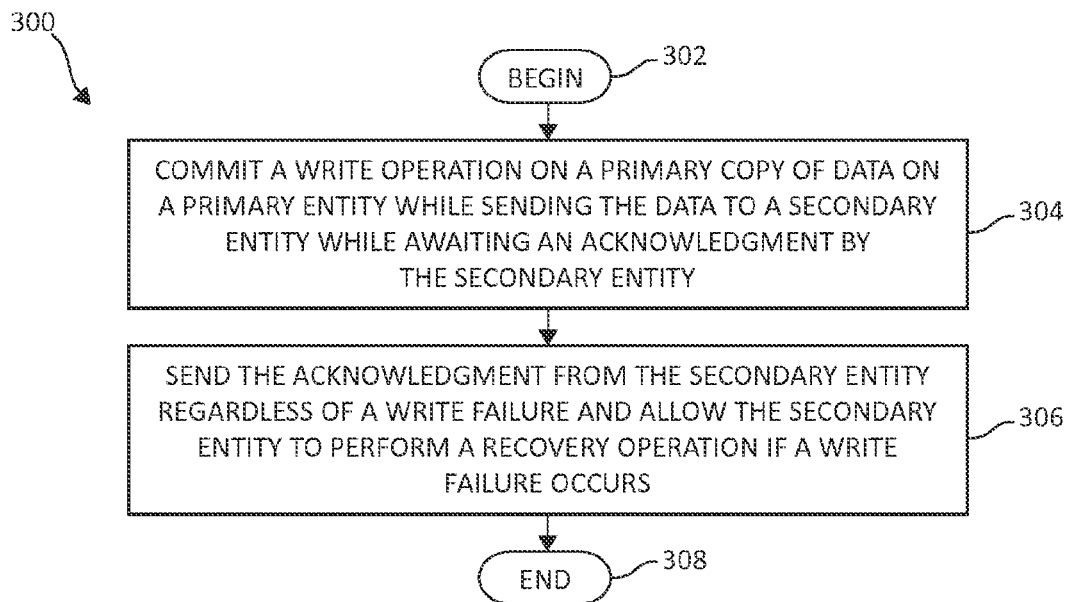 300
BEGIN
302
COMMIT A WRITE OPERATION ON A PRIMARY COPY OF DATA ON
A PRIMARY ENTITY WHILE SENDING THE DATA TO A SECONDARY
ENTITY WHILE AWAITING AN ACKNOWLEDGMENT BY
THE SECONDARY ENTITY
304
SEND THE ACKNOWLEDGMENT FROM THE SECONDARY ENTITY
REGARDLESS OF A WRITE FAILURE AND ALLOW THE SECONDARY
ENTITY TO PERFORM A RECOVERY OPERATION IF A WRITE
FAILURE OCCURS
306
END
308